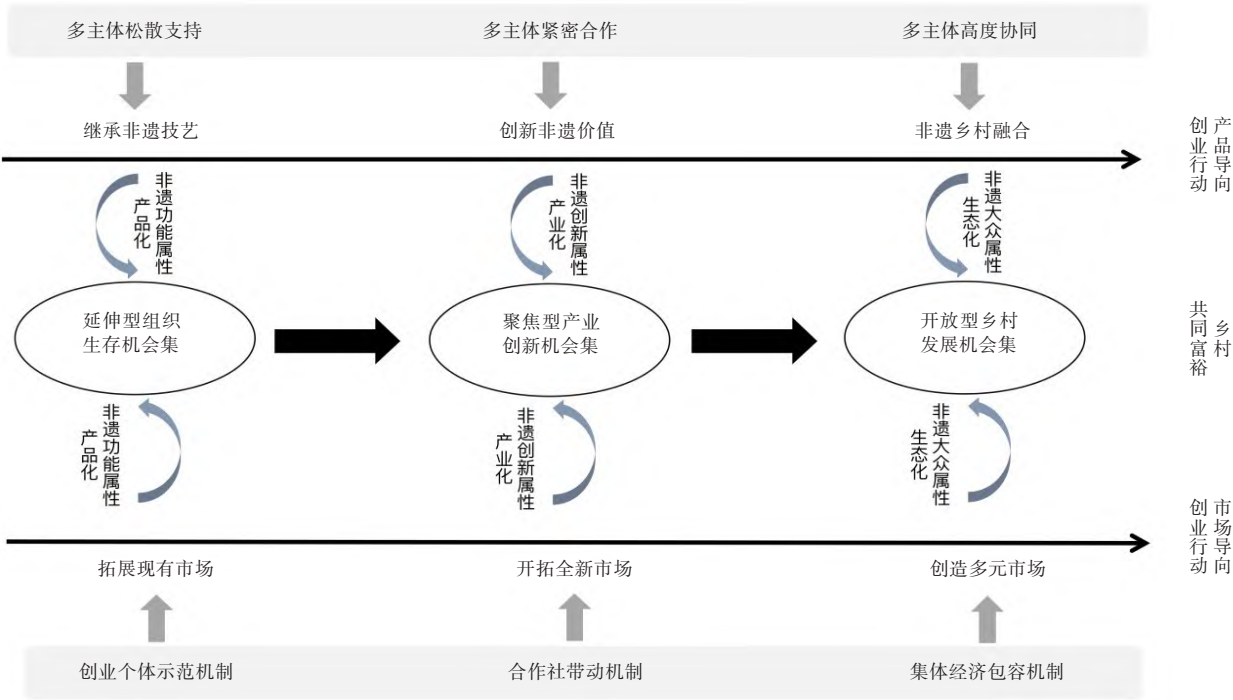 多主体松散支持
多主体紧密合作
多主体高度协同
继承非遗技艺
创新非遗价值
非遗乡村融合
产品导向
创业行动
非遗功能属性
产品化
非遗创新属性
产业化
非遗大众属性
生态化
延伸型组织
生存机会集
聚焦型产业
创新机会集
开放型乡村
发展机会集
乡村
共同富裕
非遗功能属性
产品化
非遗创新属性
产业化
非遗大众属性
生态化
市场导向
创业行动
拓展现有市场
开拓全新市场
创造多元市场
创业个体示范机制
合作社带动机制
集体经济包容机制